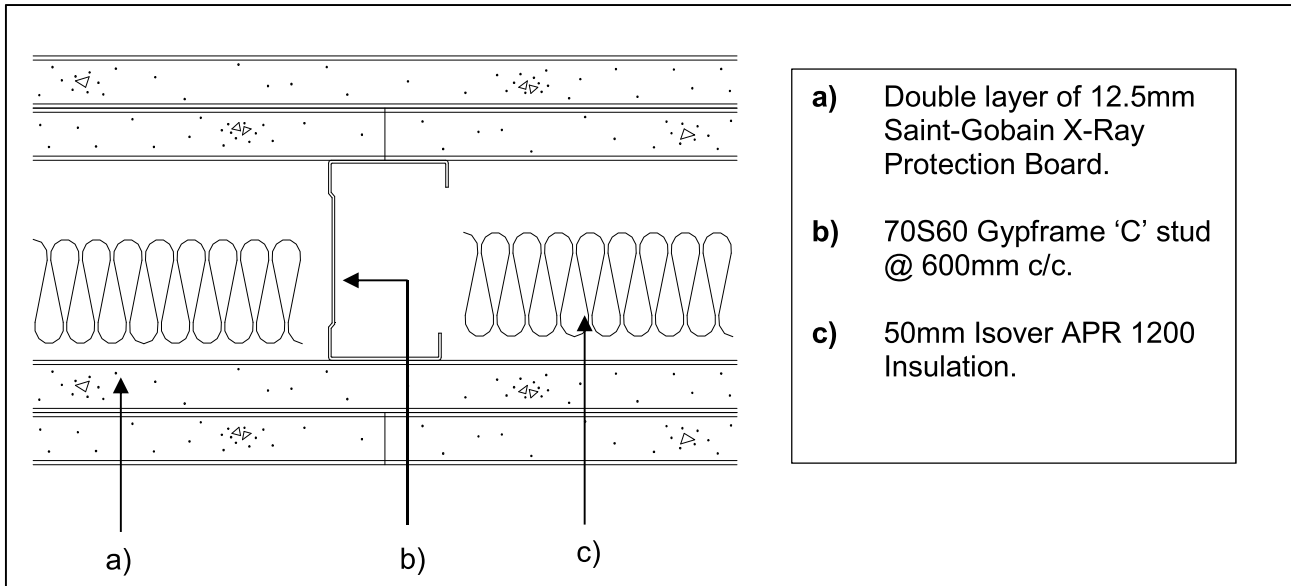 a) Double layer of 12.5mm
Saint-Gobain X-Ray
Protection Board.
b) 70S60 Gypframe ‘C’ stud
@ 600mm c/c.
c) 50mm Isover APR 1200
Insulation.
a)
b)
c)